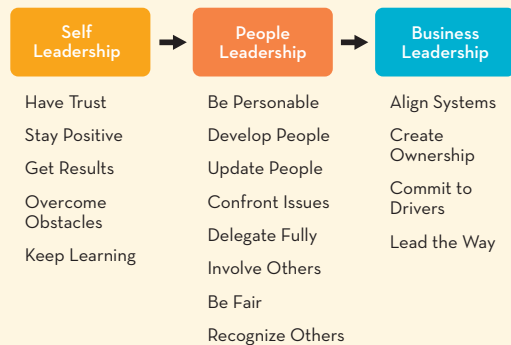 Self
Leadership
People
Leadership
Business
Leadership
Have Trust
Stay Positive
Get Results
Overcome
Obstacles
Keep Learning
Be Personable
Develop People
Update People
Confront Issues
Delegate Fully
Involve Others
Be Fair
Recognize Others
Align Systems
Create
Ownership
Commit to
Drivers
Lead the Way